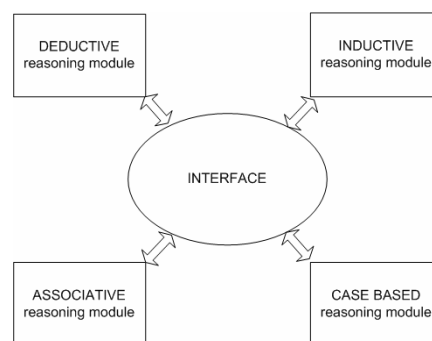 DEDUCTIVE
reasoning module
INDUCTIVE
reasoning module
INTERFACE
ASSOCIATIVE
reasoning module
CASE BASED
reasoning module